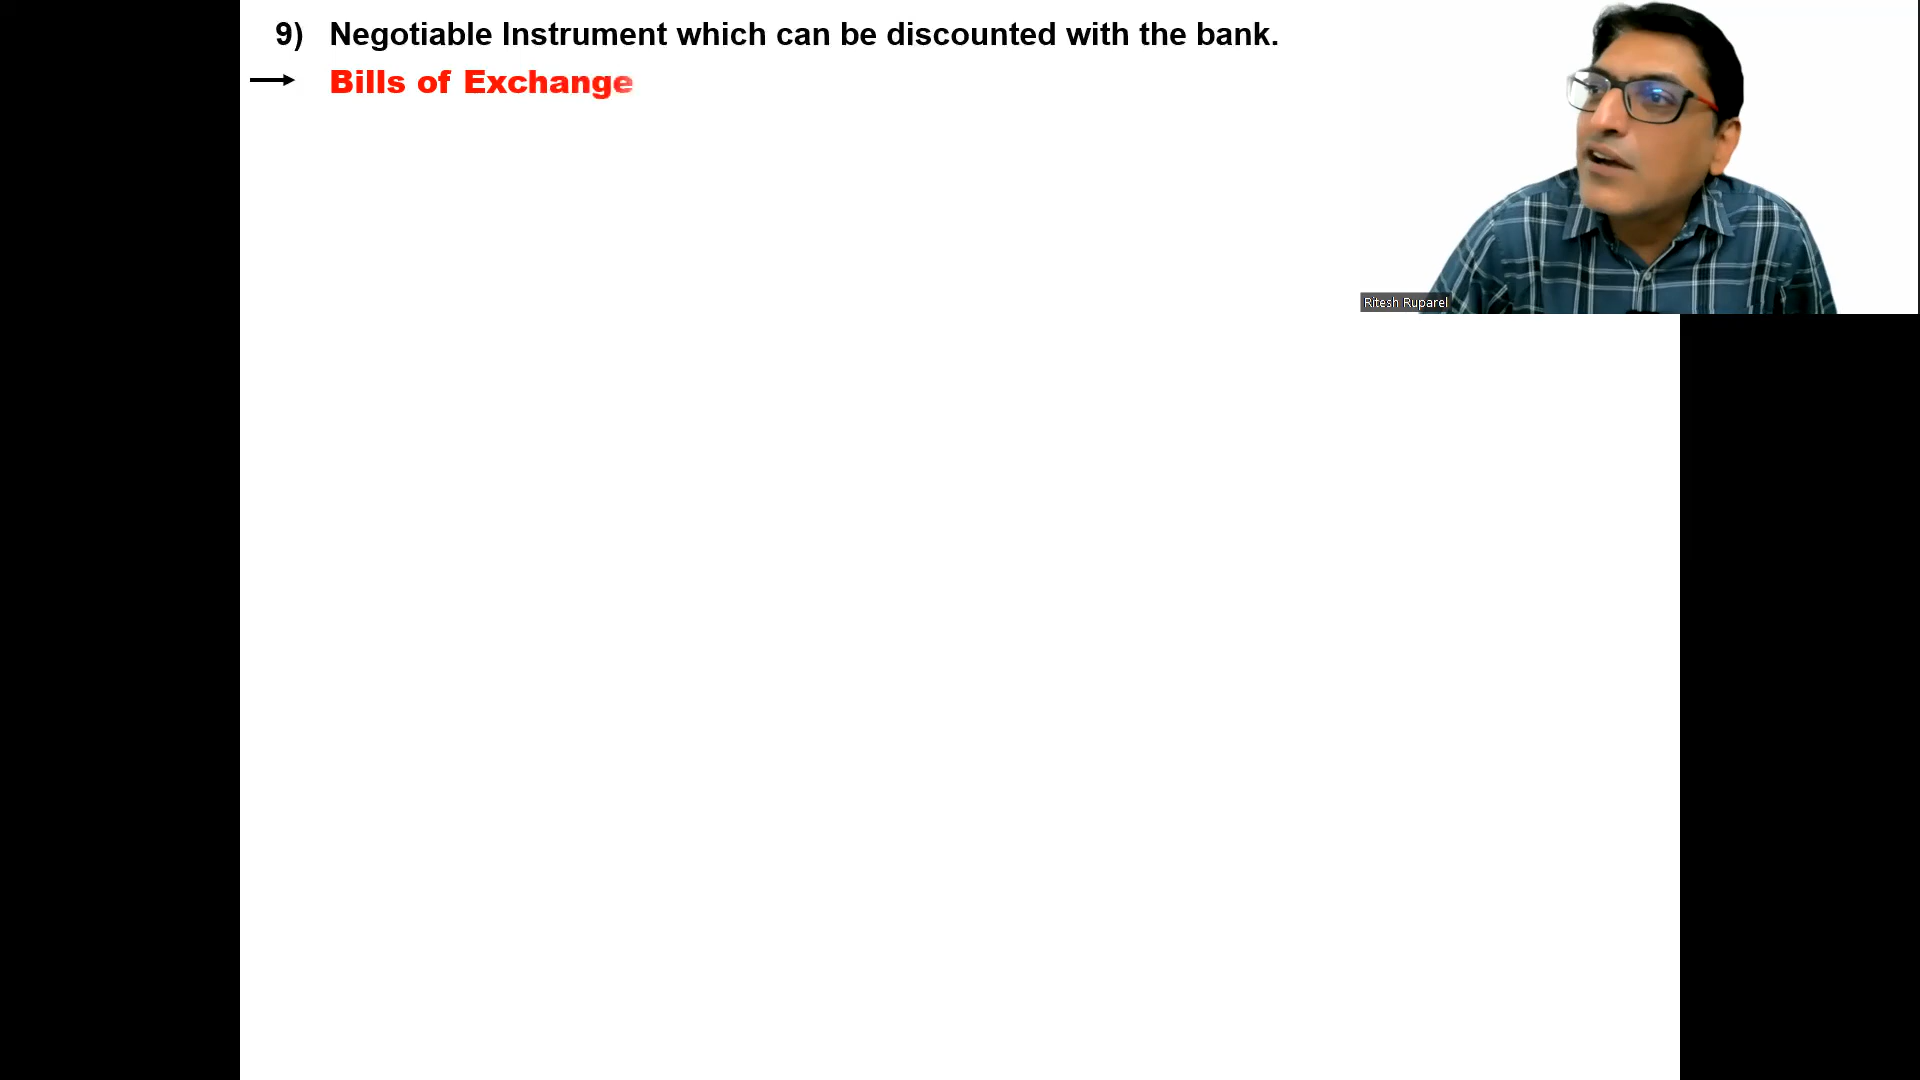 9) Negotiable Instrument which can be discounted with the bank.
Bills of Exchange
Ritesh Ruparel